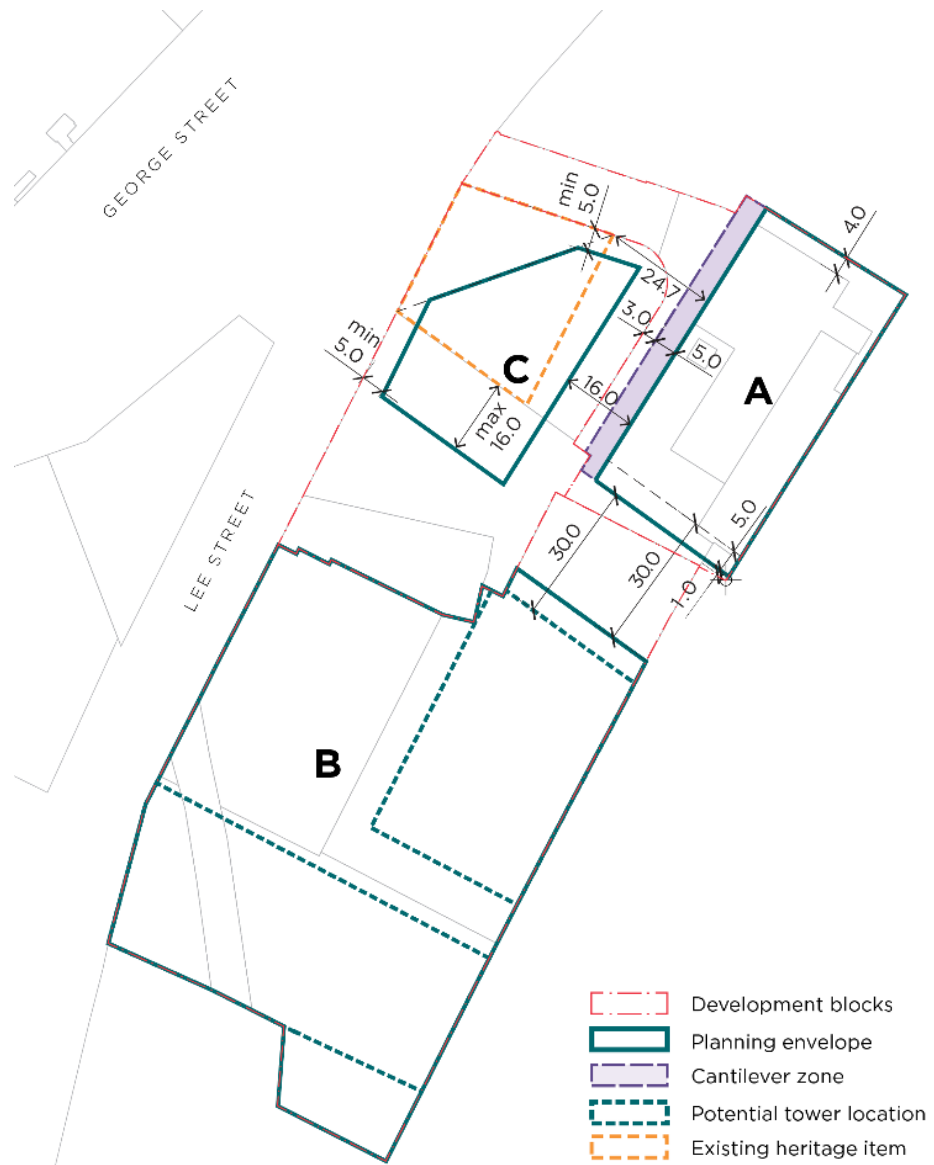 GEORGE STREET
min
5.0
4.0
24.7
3.0
min
5.0
C
5.0
A
16.0
max
16.0
LEE STREET
30.0
30.0
5.0
1.0
B
Development blocks
Planning envelope
Cantilever zone
Potential tower location
Existing heritage item